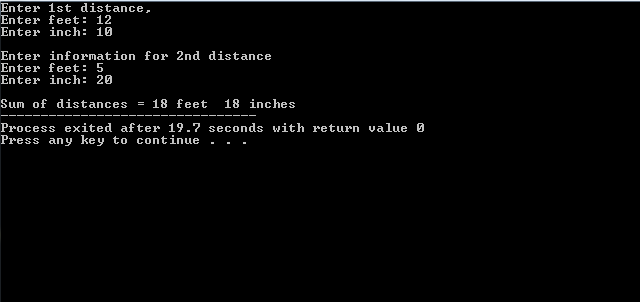 Enter 1st distance,
Enter feet: 12
Enter inch: 10
Enter information for 2nd distance
Enter feet: 5
Enter inch: 20
Sum of distances = 18 feet  18 inches
--------------------------------
Process exited after 19.7 seconds with return value 0
Press any key to continue . . .